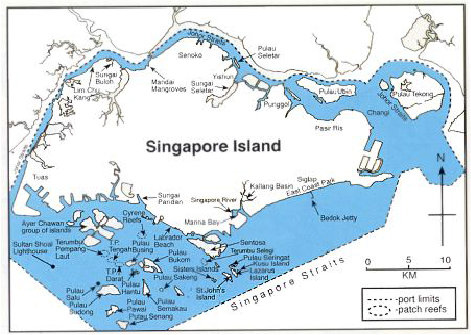 Johor Straits
Senoko
Pulau
Seletar
Sungai
Buloh
Lim Chu
Kang
Mandai
Mangroves
Yishun
Sungai
Seletar
Punggol
Pulau Ubin
Pulau Tekong
Johor Straits
Changi
Pasir Ris
Singapore Island
Tuas
Sungai
Pandan
Singapore River
Kallang Basin
Siglap
East Coast Park
Bedok Jetty
Marina Bay
N
Ayer Chawan
group of islands
Cyrene
Reefs
Labrador
Beach
Sentosa
Sultan Shoal
Lighthouse
Terumbu
Pempang
Laut
T.P.
Tengah
Pulau
Busing
Pulau
Bukom
Terumbu Selegi
Pulau Seringat
Kusu Island
Lazarus
Island
Sisters Islands
St. John's
Island
T.P.
Darat
Pulau
Sakeng
Pulau
Salu
Pulau
Hantu
Pulau
Semakau
Pulau
Sudong
Pulau
Pawai
Pulau Senang
Singapore Straits
0 5 10
KM
-port limits
-patch reefs